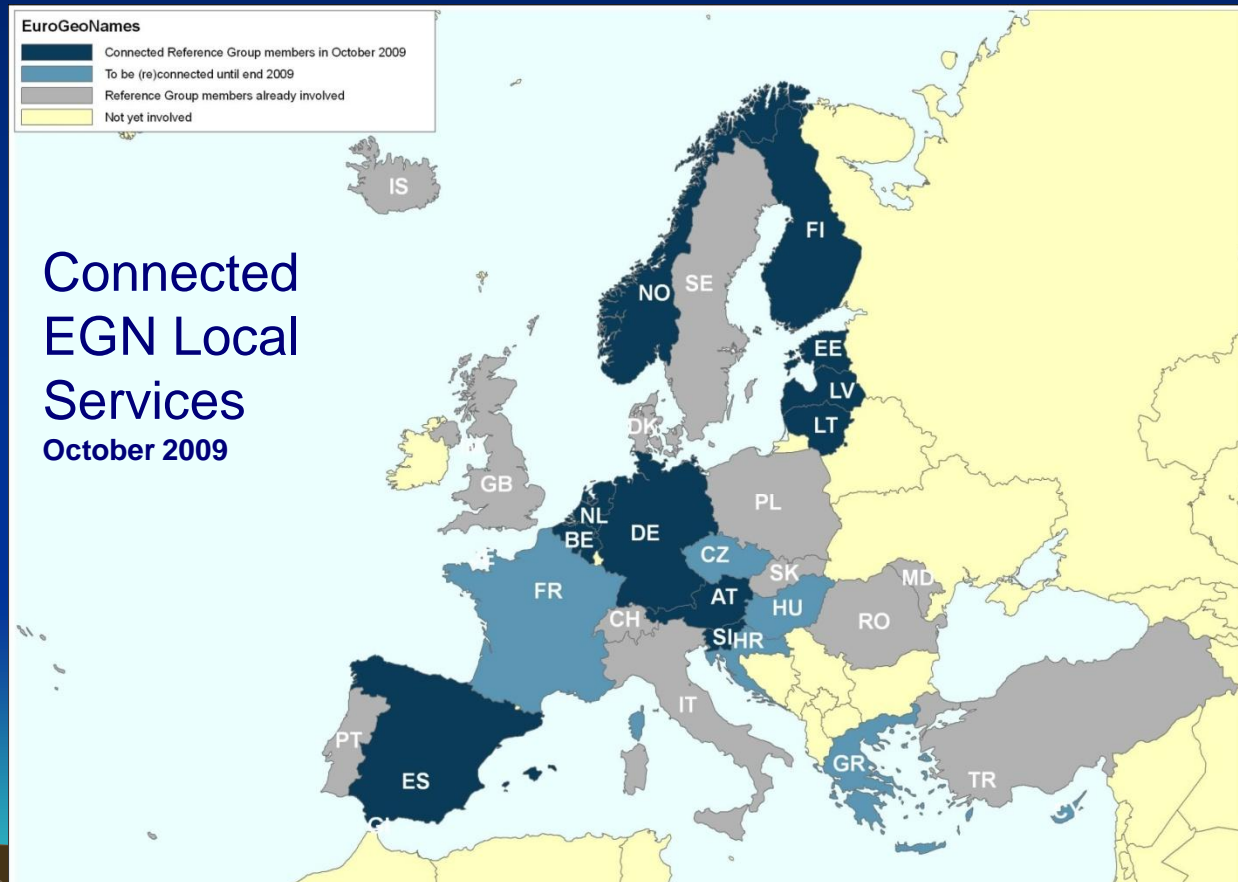 EuroGeoNames
Connected Reference Group members in October 2009
To be (re)connected until end 2009
Reference Group members already involved
Not yet involved
Connected
EGN Local
Services
October 2009
IS
FI
NO
SE
EE
LV
LT
DK
GB
NL
BE
DE
PL
CZ
SK
MD
FR
AT
HU
CH
SI
HR
RO
IT
PT
ES
GR
TR